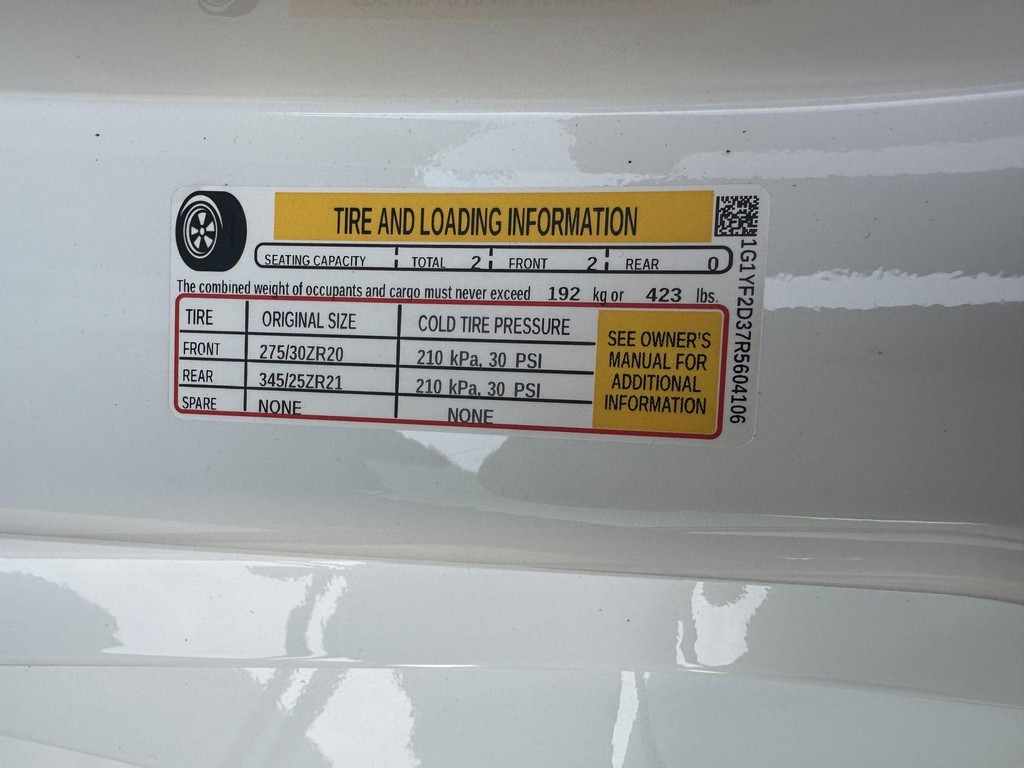 TIRE AND LOADING INFORMATION
SEATING CAPACITY TOTAL 2 FRONT 2 REAR 0
The combined weight of occupants and cargo must never exceed 192 kg or 423 lbs.
TIRE ORIGINAL SIZE COLD TIRE PRESSURE
FRONT 275/30ZR20 210 kPa, 30 PSI
REAR 345/25ZR21 210 kPa, 30 PSI
SPARE NONE NONE
SEE OWNER'S
MANUAL FOR
ADDITIONAL
INFORMATION
1G1YF2D37R5604106